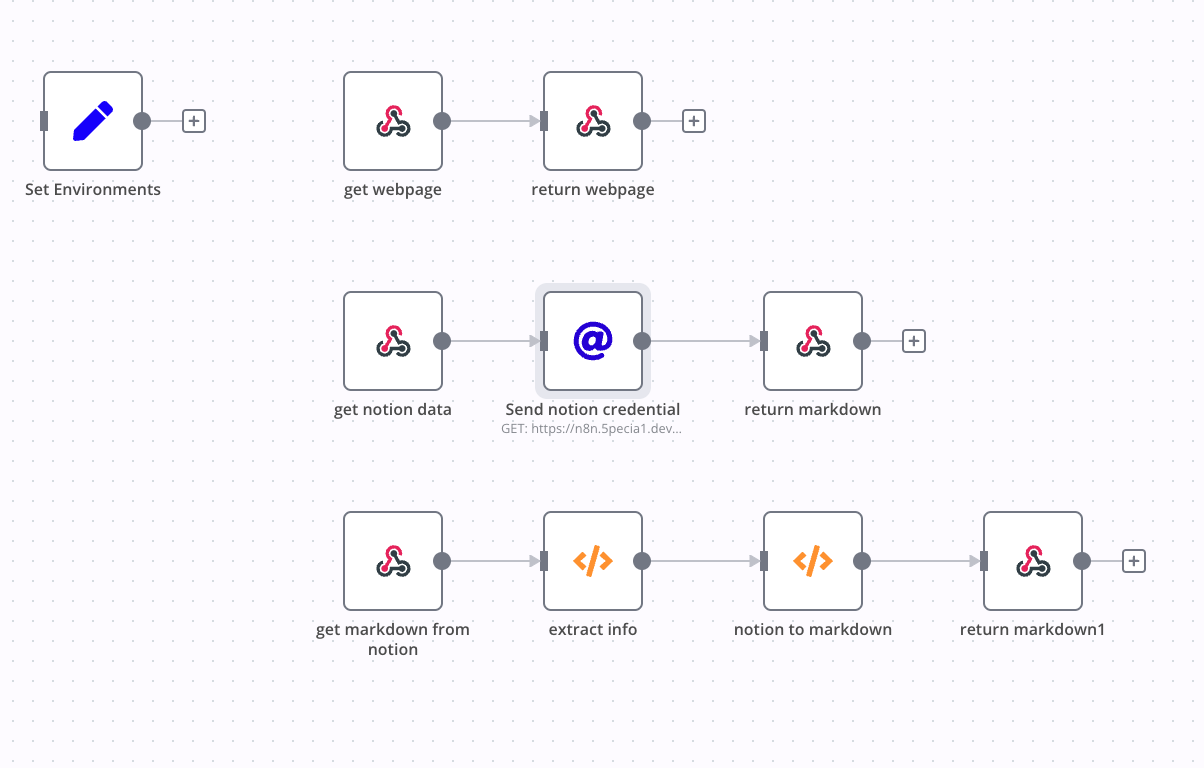 Set Environments
get webpage
return webpage
get notion data
Send notion credential
GET: https://n8n.5pecia1.dev...
return markdown
get markdown from
notion
extract info
notion to markdown
return markdown1